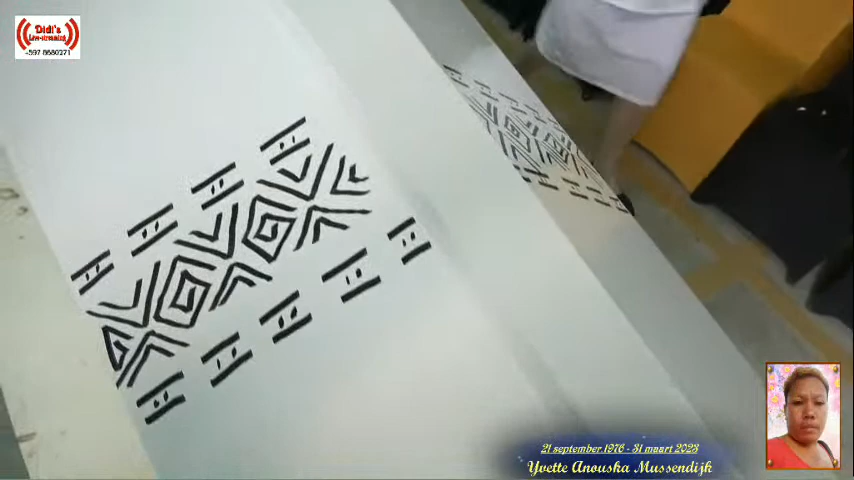 Didi's
Live-streaming
+597 8680271
21 september 1976 - 31 maart 2023
Yvette Anouska Mussendijk